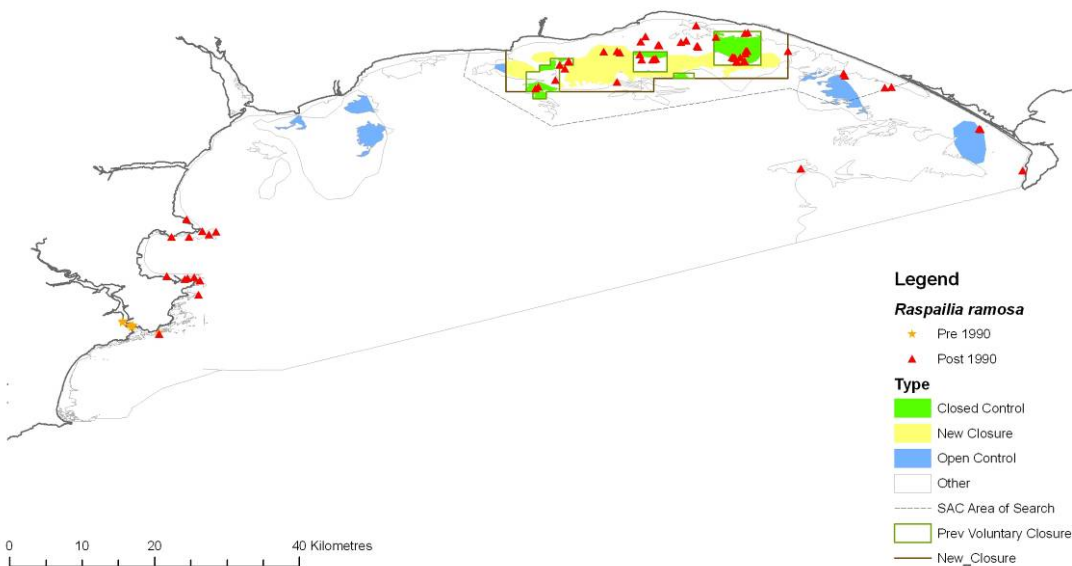 Legend
Raspailia ramosa
Pre 1990
Post 1990
Type
Closed Control
New Closure
Open Control
Other
SAC Area of Search
Prev Voluntary Closure
New_Closure
0 10 20 40 Kilometres